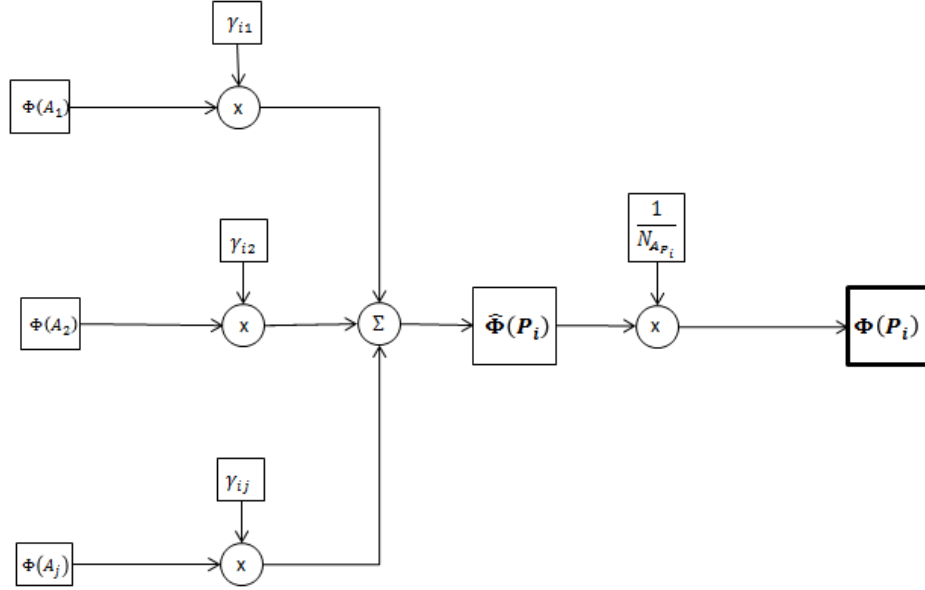 γ_{i1}
Φ(A_1)
x
γ_{i2}
1
N_{A_{P_i}}
Φ(A_2)
x
Σ
Φ̂(P_i)
x
Φ(P_i)
γ_{ij}
Φ(A_j)
x